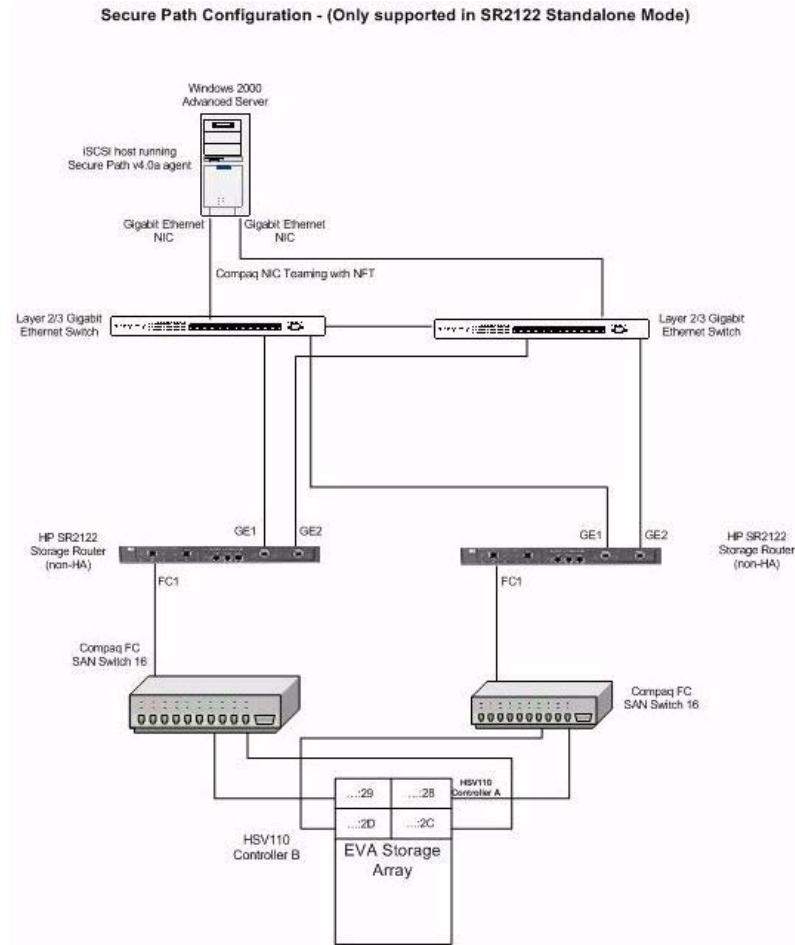 Secure Path Configuration - (Only supported in SR2122 Standalone Mode)
Windows 2000
Advanced Server
iSCSI host running
Secure Path v4.0a agent
Gigabit Ethernet
NIC
Gigabit Ethernet
NIC
Compaq NIC Teaming with NFT
Layer 2/3 Gigabit
Ethernet Switch
Layer 2/3 Gigabit
Ethernet Switch
HP SR2122
Storage Router
(non-HA)
GE1
GE2
GE1
GE2
HP SR2122
Storage Router
(non-HA)
FC1
FC1
Compaq FC
SAN Switch 16
Compaq FC
SAN Switch 16
...:29
...:28
HSV110
Controller A
...:2D
...:2C
HSV110
Controller B
EVA Storage
Array